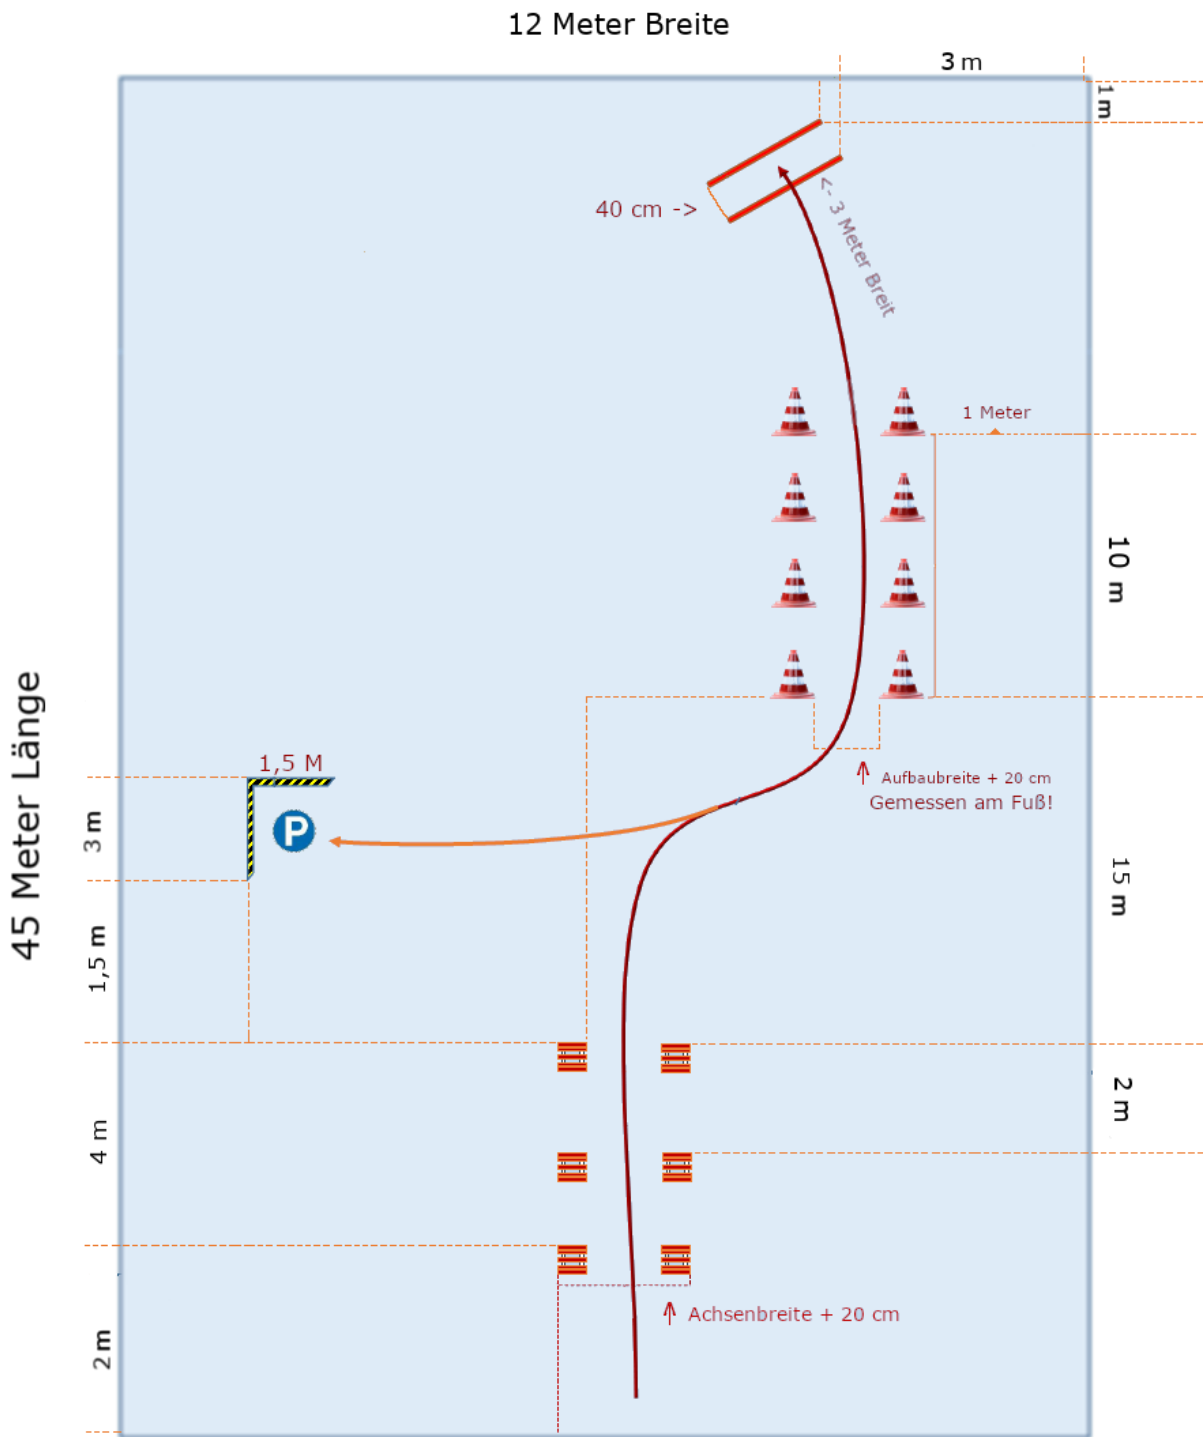 12 Meter Breite
3 m
1 m
40 cm ->
<- 3 Meter Breit
1 Meter
10 m
45 Meter Länge
1,5 M
P
3 m
Aufbaubreite + 20 cm
Gemessen am Fuß!
15 m
1,5 m
2 m
4 m
Achsenbreite + 20 cm
2 m